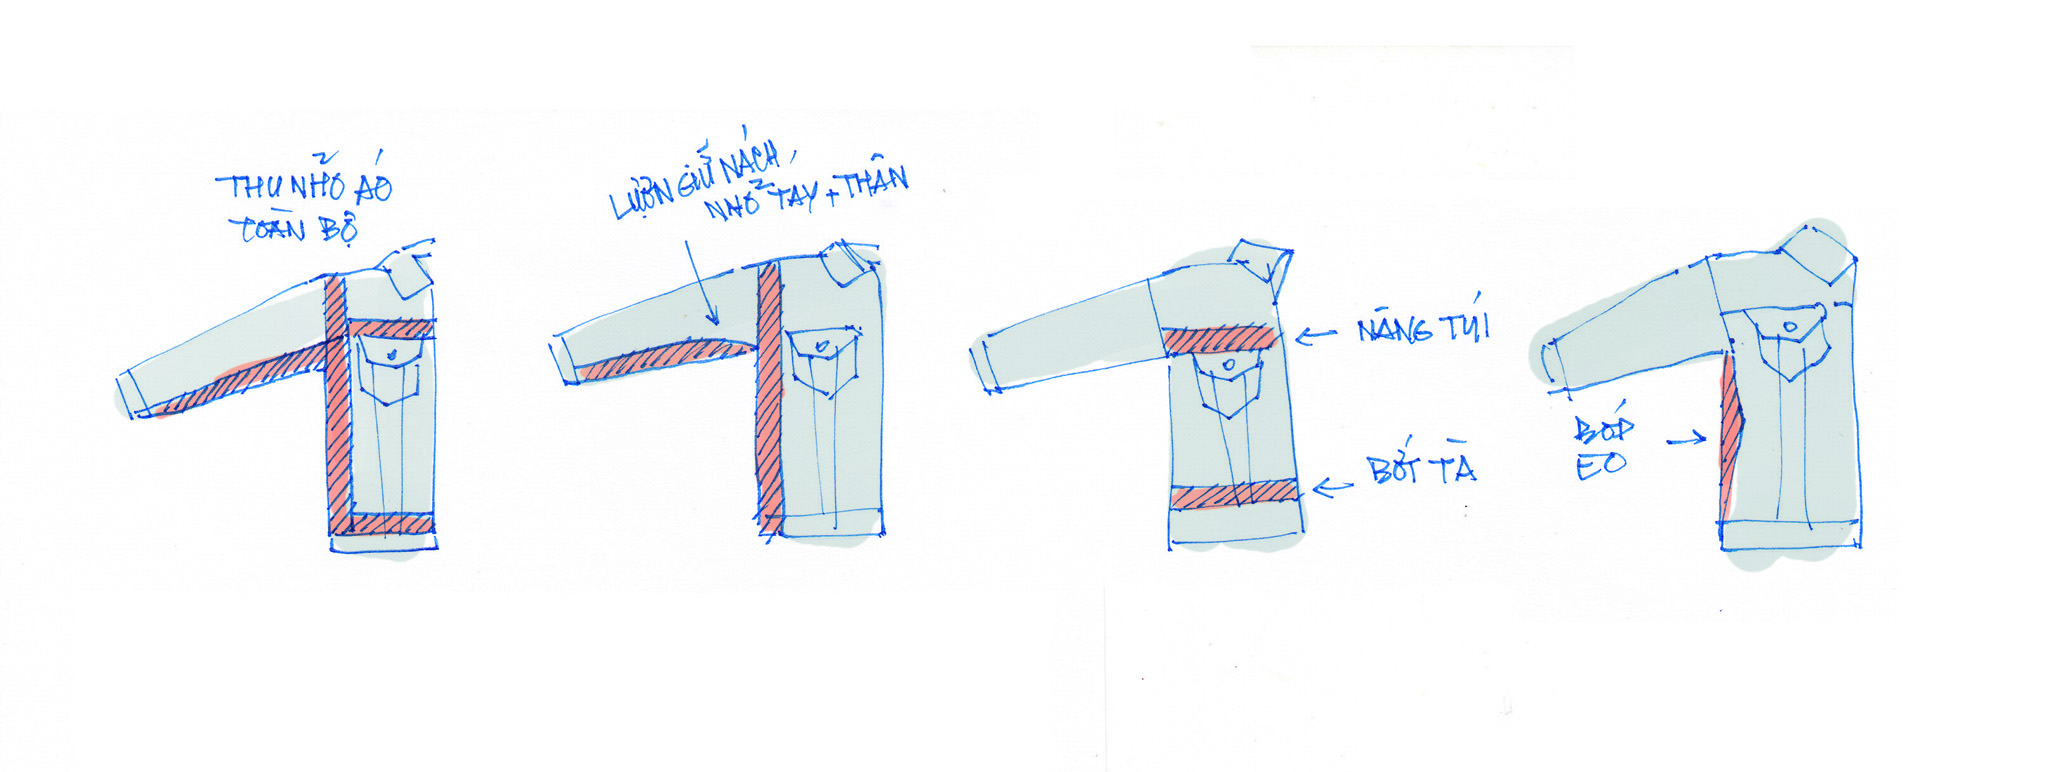 THU NHỎ ÁO
TOÀN BỘ
LƯỢN GIỮ NÁCH,
NHỎ TAY + THÂN
NÂNG TÚI
BỚT TÀ
BÓP
EO